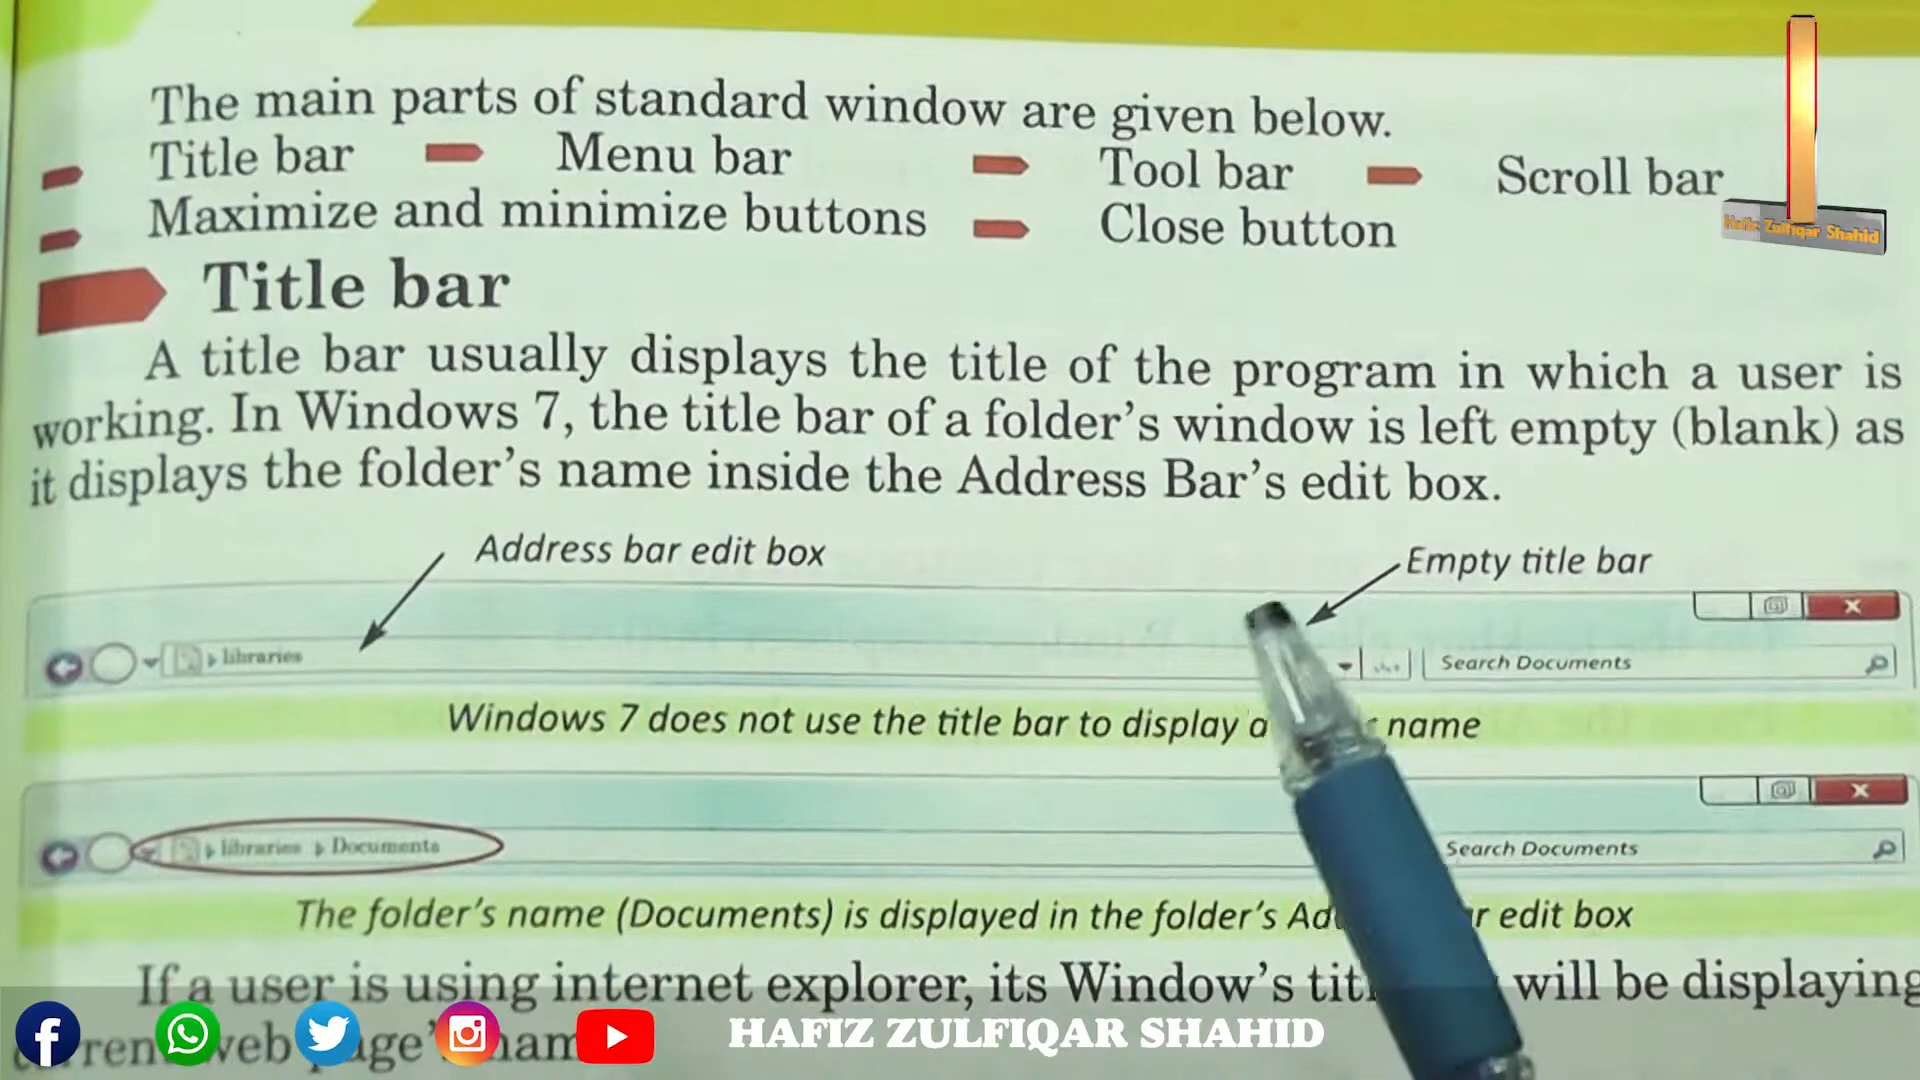 The main parts of standard window are given below.
Title bar Menu bar Tool bar Scroll bar
Maximize and minimize buttons Close button
Hafiz Zulfiqar Shahid
Title bar
A title bar usually displays the title of the program in which a user is
working. In Windows 7, the title bar of a folder's window is left empty (blank) as
it displays the folder's name inside the Address Bar's edit box.
Address bar edit box Empty title bar
libraries Search Documents
Windows 7 does not use the title bar to display a name
libraries Documents Search Documents
The folder's name (Documents) is displayed in the folder's edit box
If a user is using internet explorer, its Window's will be displaying
HAFIZ ZULFIQAR SHAHID